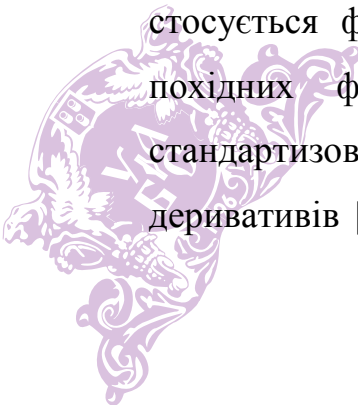 стосується ф
похідних ф
стандартизов
деривативів [